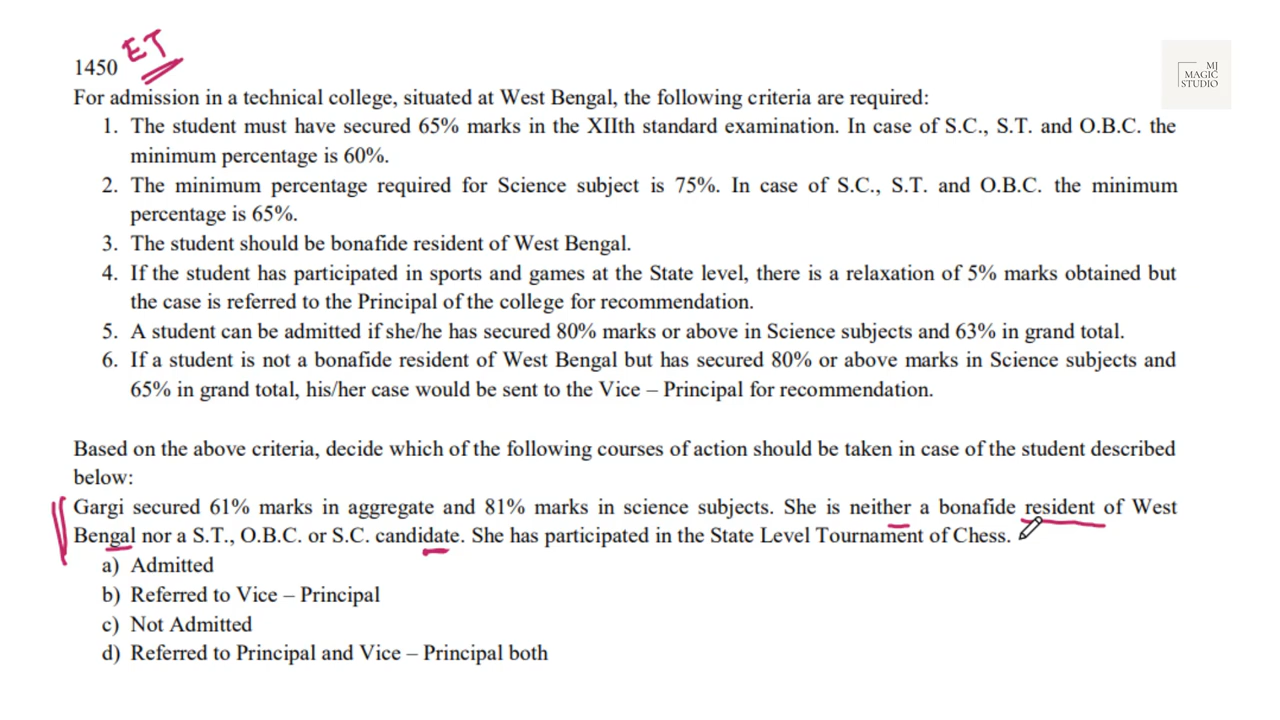 ET
1450
MJ
MAGIC
STUDIO
For admission in a technical college, situated at West Bengal, the following criteria are required:
1. The student must have secured 65% marks in the XIIth standard examination. In case of S.C., S.T. and O.B.C. the
minimum percentage is 60%.
2. The minimum percentage required for Science subject is 75%. In case of S.C., S.T. and O.B.C. the minimum
percentage is 65%.
3. The student should be bonafide resident of West Bengal.
4. If the student has participated in sports and games at the State level, there is a relaxation of 5% marks obtained but
the case is referred to the Principal of the college for recommendation.
5. A student can be admitted if she/he has secured 80% marks or above in Science subjects and 63% in grand total.
6. If a student is not a bonafide resident of West Bengal but has secured 80% or above marks in Science subjects and
65% in grand total, his/her case would be sent to the Vice – Principal for recommendation.
Based on the above criteria, decide which of the following courses of action should be taken in case of the student described
below:
Gargi secured 61% marks in aggregate and 81% marks in science subjects. She is neither a bonafide resident of West
Bengal nor a S.T., O.B.C. or S.C. candidate. She has participated in the State Level Tournament of Chess.
a) Admitted
b) Referred to Vice – Principal
c) Not Admitted
d) Referred to Principal and Vice – Principal both